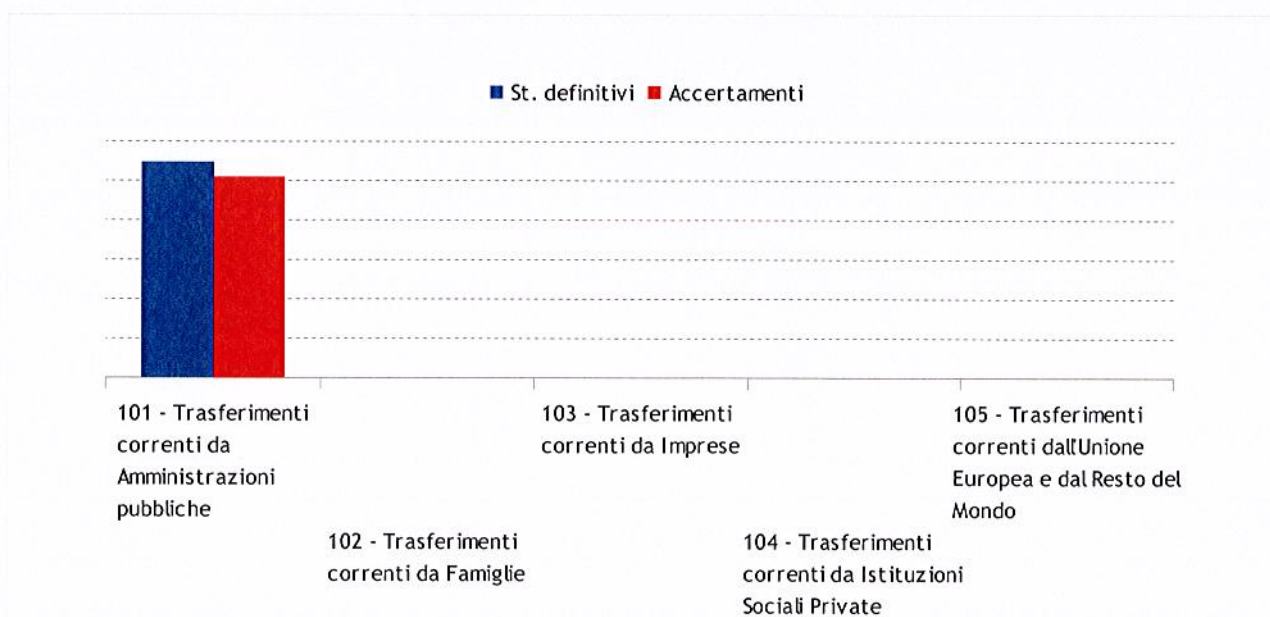 St. definitivi Accertamenti
101 - Trasferimenti
correnti da
Amministrazioni
pubbliche
102 - Trasferimenti
correnti da Famiglie
103 - Trasferimenti
correnti da Imprese
104 - Trasferimenti
correnti da Istituzioni
Sociali Private
105 - Trasferimenti
correnti dall'Unione
Europea e dal Resto del
Mondo